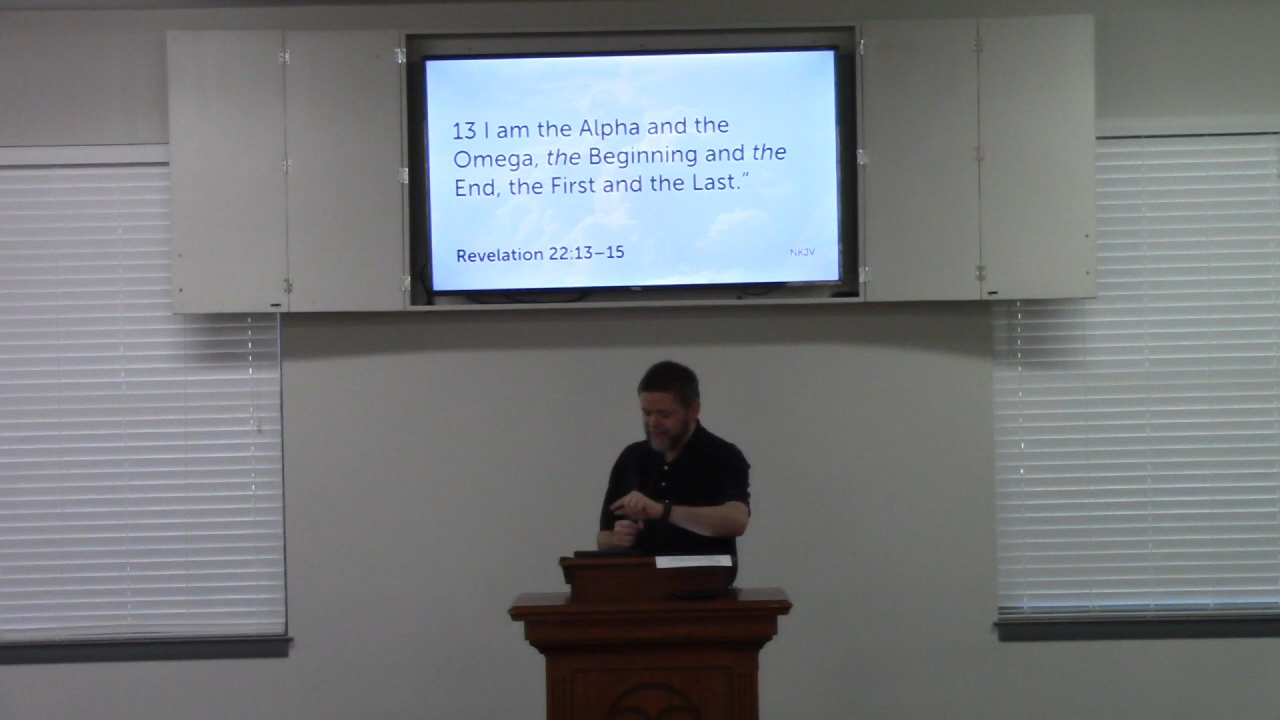 13 I am the Alpha and the
Omega, the Beginning and the
End, the First and the Last.”
Revelation 22:13–15
NKJV